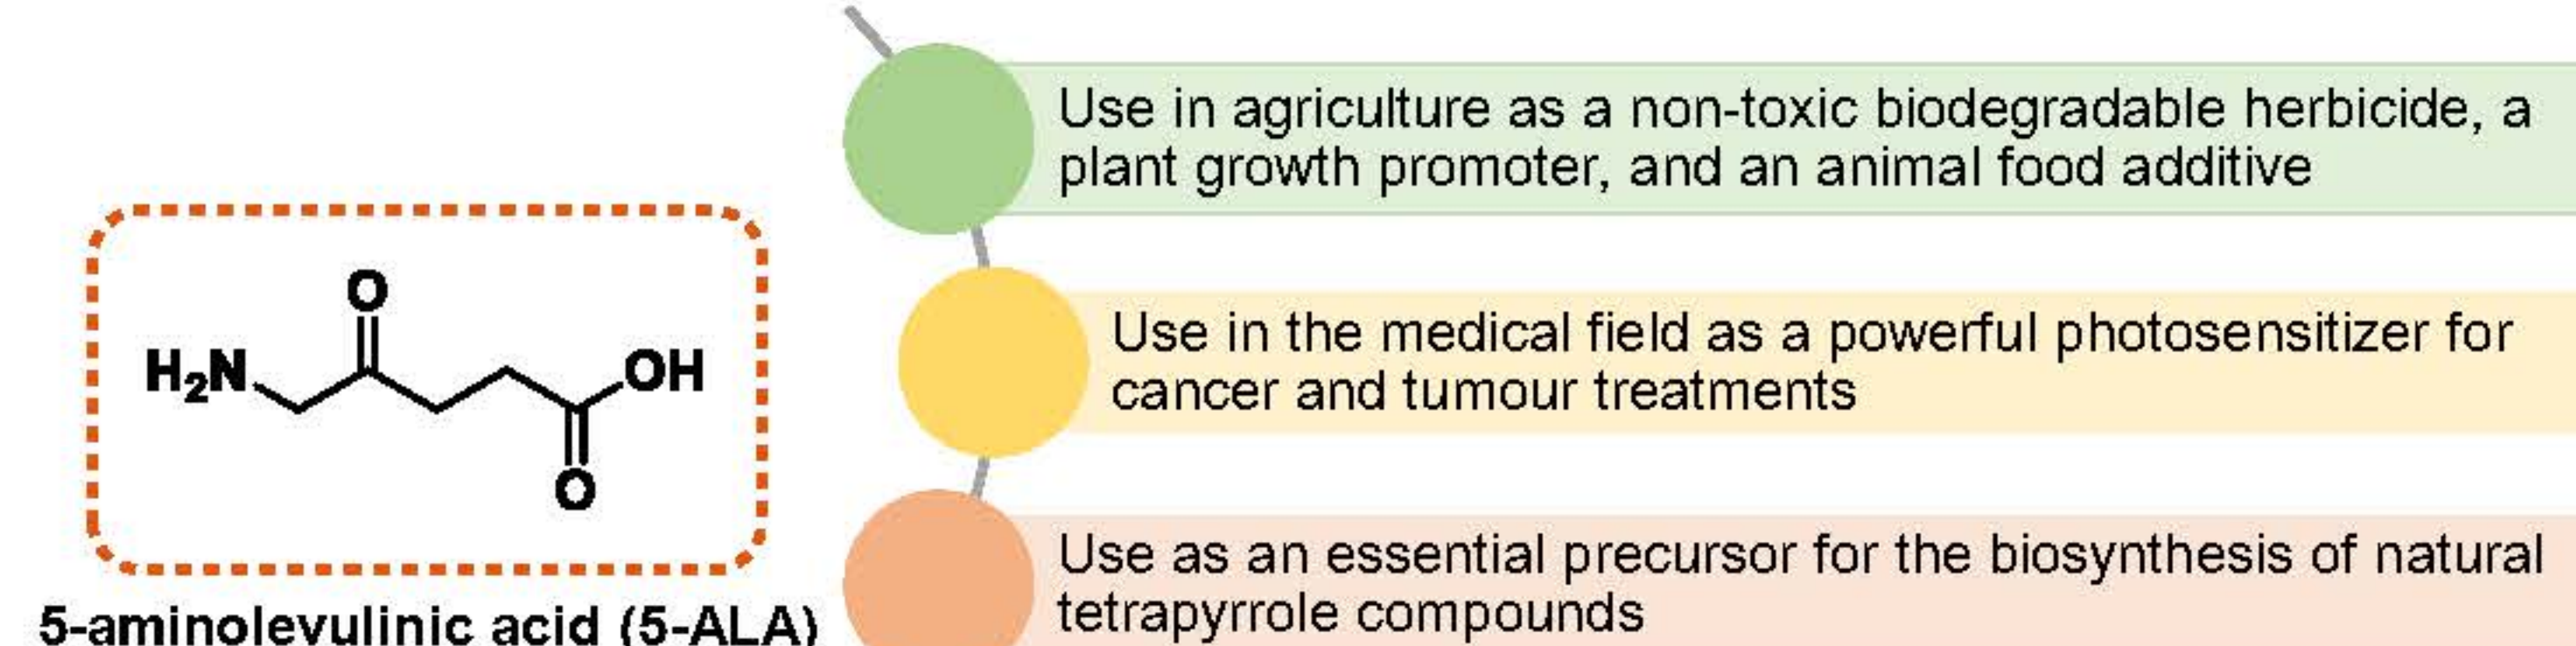 O
H₂N
OH
O
5-aminolevulinic acid (5-ALA)
Use in agriculture as a non-toxic biodegradable herbicide, a
plant growth promoter, and an animal food additive
Use in the medical field as a powerful photosensitizer for
cancer and tumour treatments
Use as an essential precursor for the biosynthesis of natural
tetrapyrrole compounds